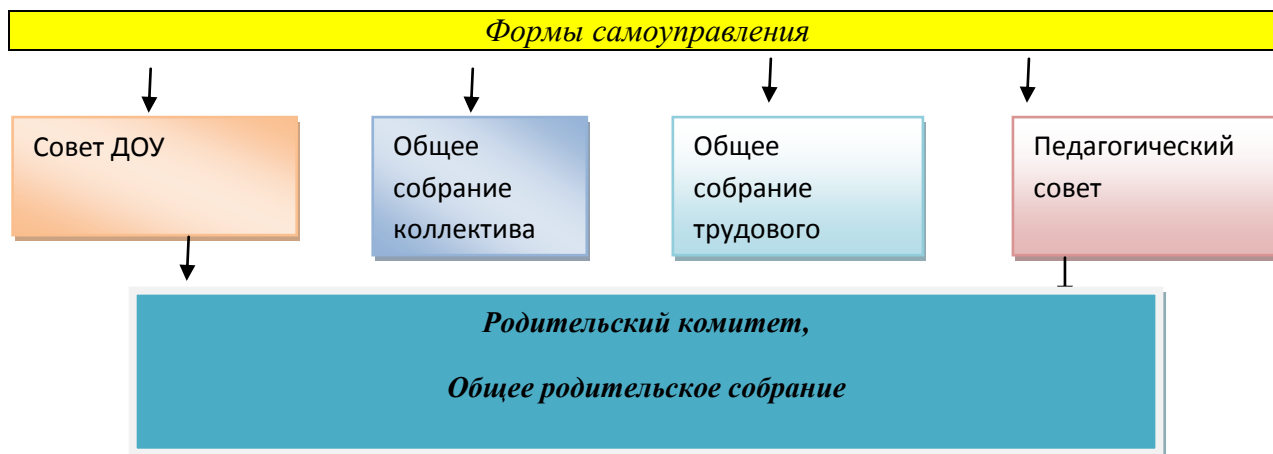 Формы самоуправления
Совет ДОУ
Общее
собрание
коллектива
Общее
собрание
трудового
Педагогический
совет
Родительский комитет,
Общее родительское собрание